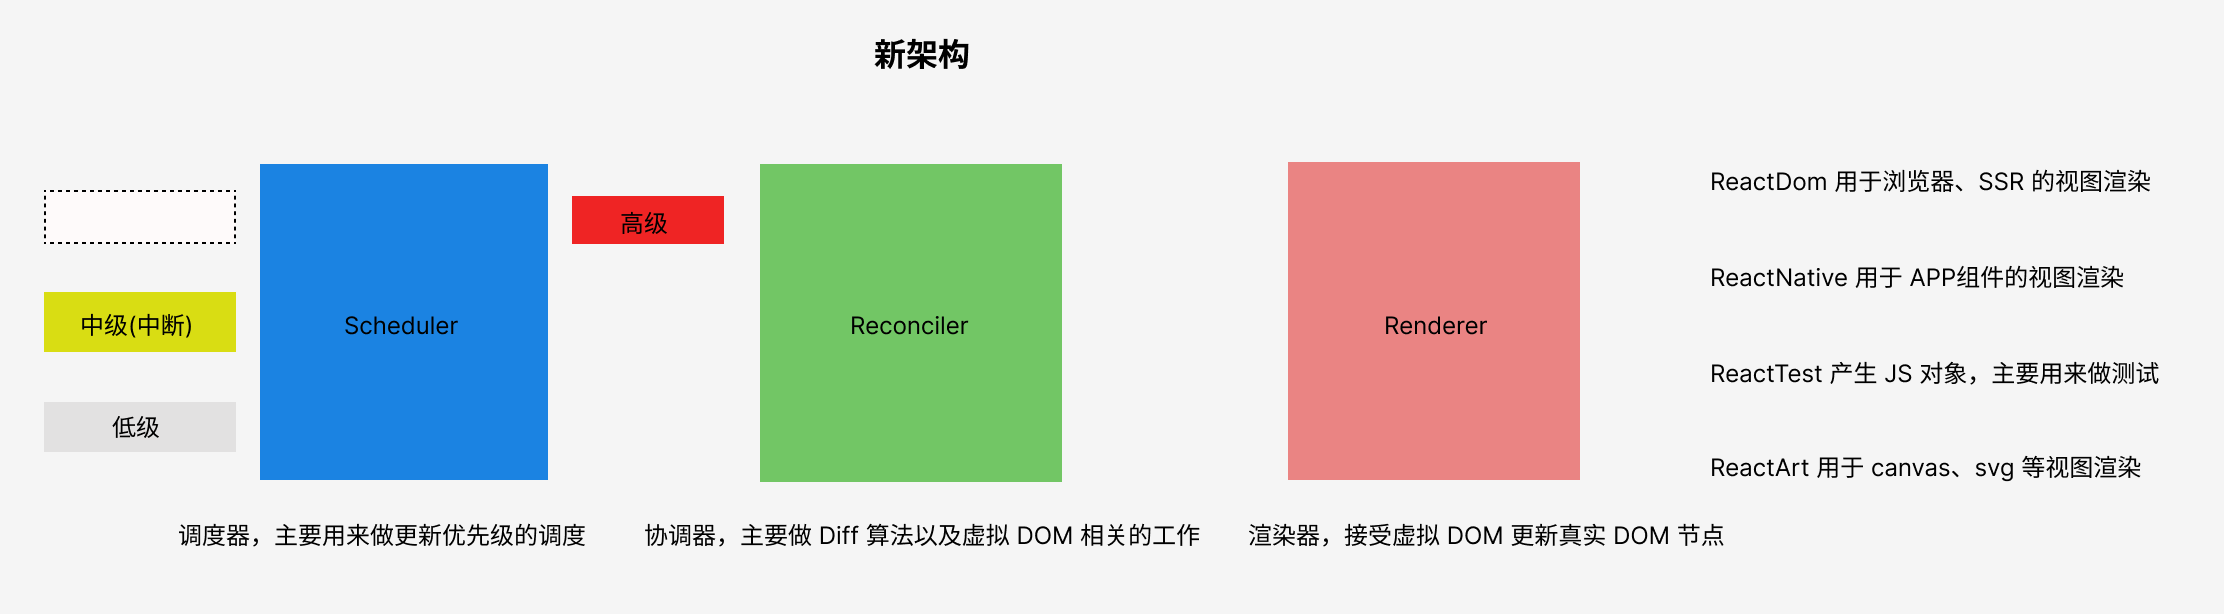 新架构
高级
中级(中断)
低级
Scheduler
Reconciler
Renderer
ReactDom 用于浏览器、SSR 的视图渲染
ReactNative 用于 APP组件的视图渲染
ReactTest 产生 JS 对象，主要用来做测试
ReactArt 用于 canvas、svg 等视图渲染
调度器，主要用来做更新优先级的调度
协调器，主要做 Diff 算法以及虚拟 DOM 相关的工作
渲染器，接受虚拟 DOM 更新真实 DOM 节点